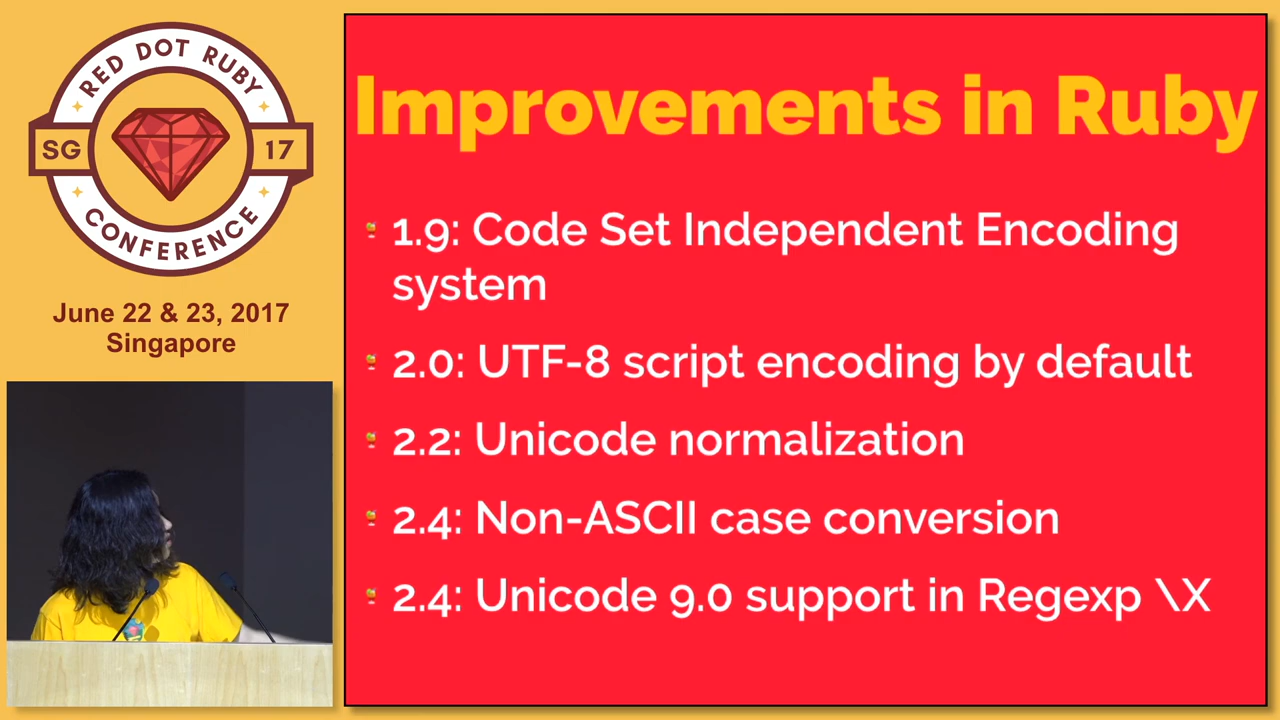 RED DOT RUBY
SG 17
CONFERENCE
June 22 & 23, 2017
Singapore
Improvements in Ruby
1.9: Code Set Independent Encoding
system
2.0: UTF-8 script encoding by default
2.2: Unicode normalization
2.4: Non-ASCII case conversion
2.4: Unicode 9.0 support in Regexp \X